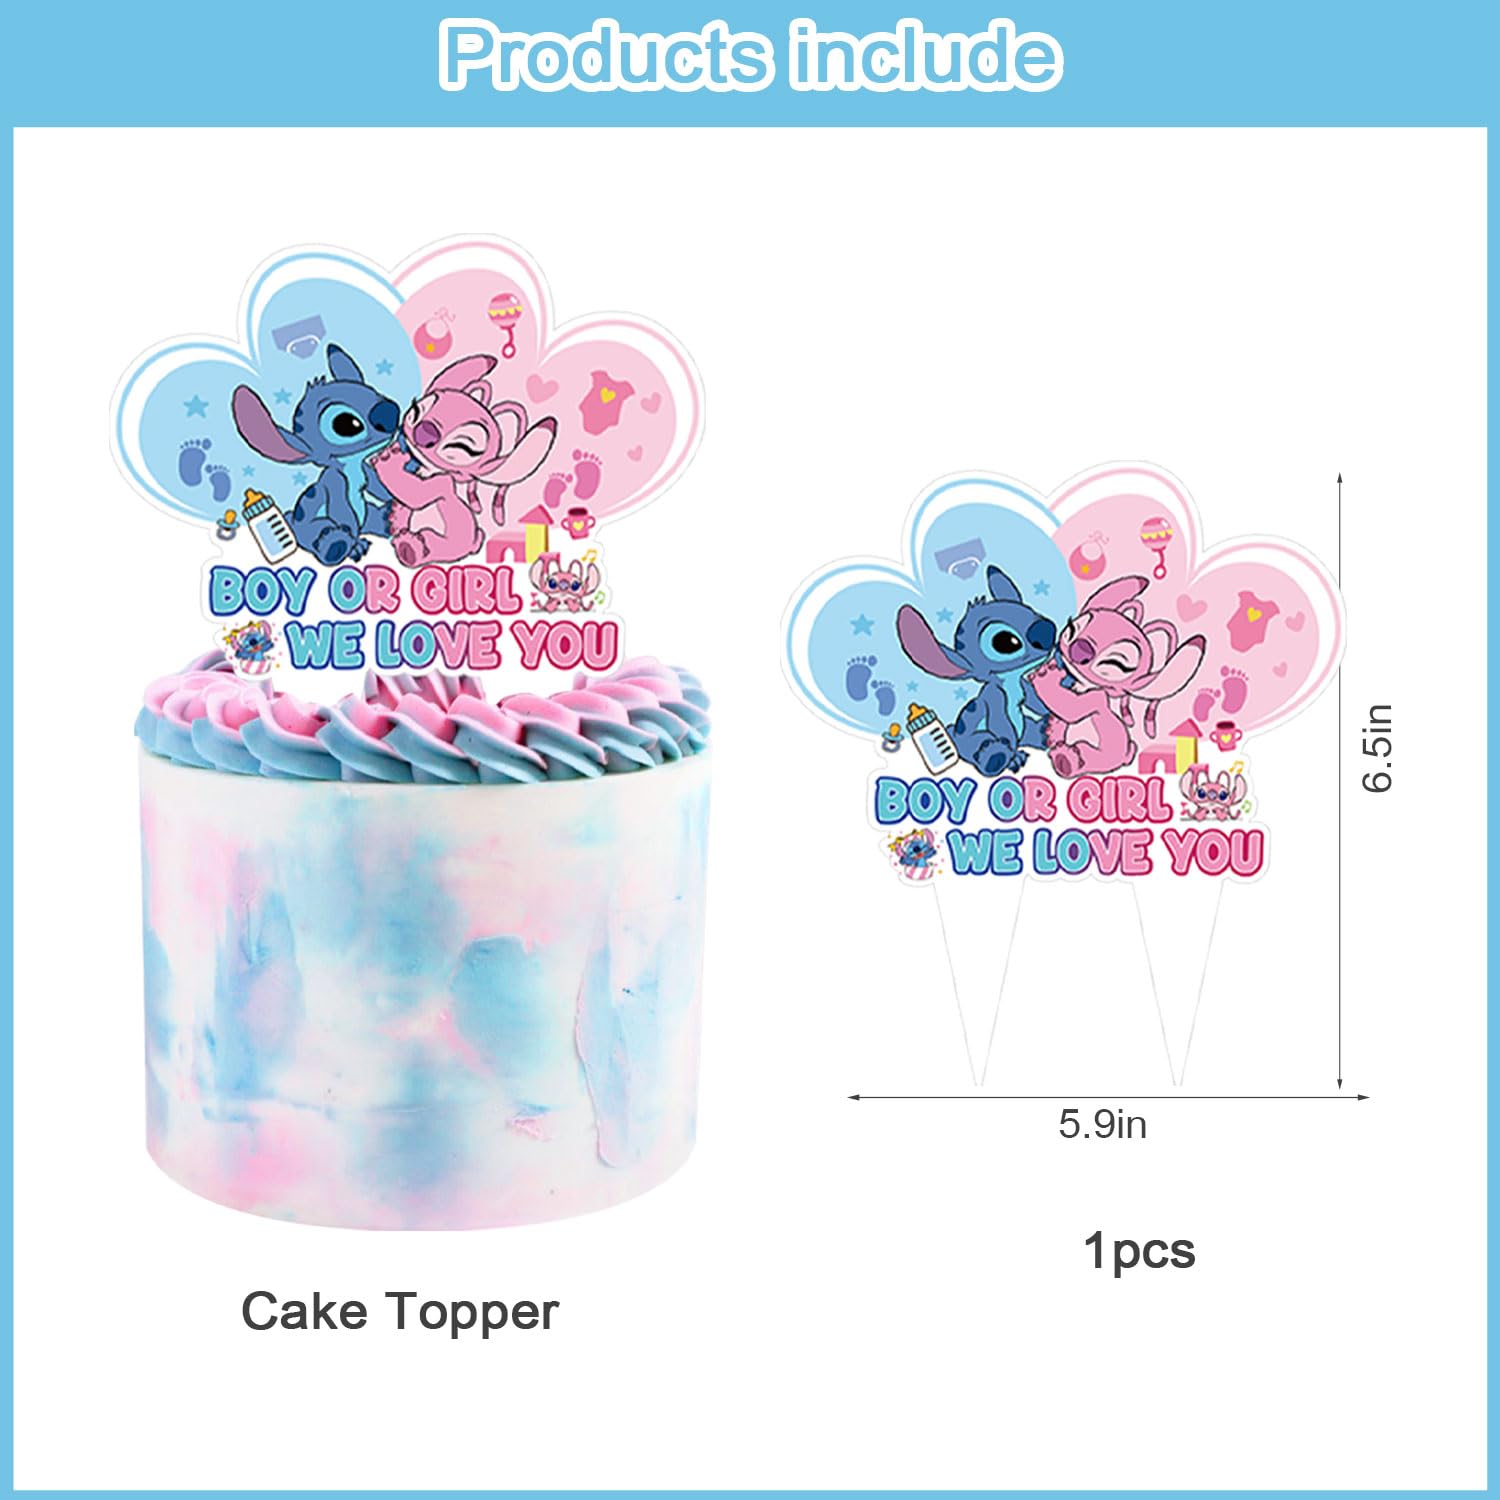 Products include
BOY OR GIRL
WE LOVE YOU
BOY OR GIRL
WE LOVE YOU
6.5in
5.9in
1pcs
Cake Topper